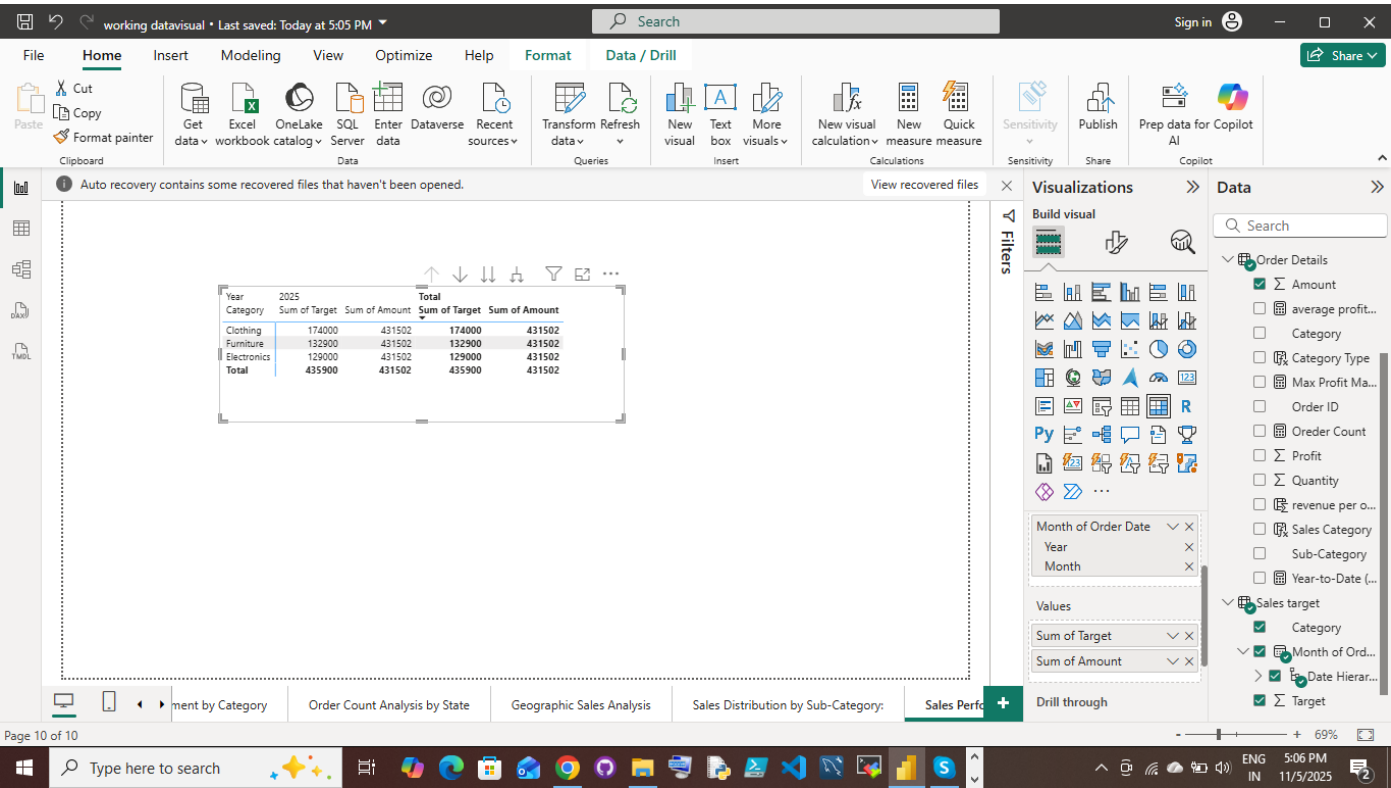 working datavisual • Last saved: Today at 5:05 PM
Search
Sign in
File Home Insert Modeling View Optimize Help Format Data / Drill
Share
Paste
Cut
Copy
Format painter
Clipboard
Get data
Excel workbook
OneLake catalog
SQL Server
Enter data
Dataverse
Recent sources
Data
Transform data
Refresh
Queries
New visual
Text box
More visuals
Insert
New visual calculation
New measure
Quick measure
Calculations
Sensitivity
Sensitivity
Publish
Share
Prep data for AI
Copilot
Copilot
Auto recovery contains some recovered files that haven't been opened.
View recovered files
Year 2025 Total
Category Sum of Target Sum of Amount Sum of Target Sum of Amount
Clothing 174000 431502 174000 431502
Furniture 132900 431502 132900 431502
Electronics 129000 431502 129000 431502
Total 435900 431502 435900 431502
Filters
Visualizations
Build visual
Month of Order Date
Year
Month
Values
Sum of Target
Sum of Amount
Drill through
Data
Search
Order Details
Amount
average profit...
Category
Category Type
Max Profit Ma...
Order ID
Oreder Count
Profit
Quantity
revenue per o...
Sales Category
Sub-Category
Year-to-Date (...
Sales target
Category
Month of Ord...
Date Hierar...
Target
ment by Category
Order Count Analysis by State
Geographic Sales Analysis
Sales Distribution by Sub-Category:
Sales Perfo
Page 10 of 10
69%
Type here to search
ENG
IN
5:06 PM
11/5/2025
2